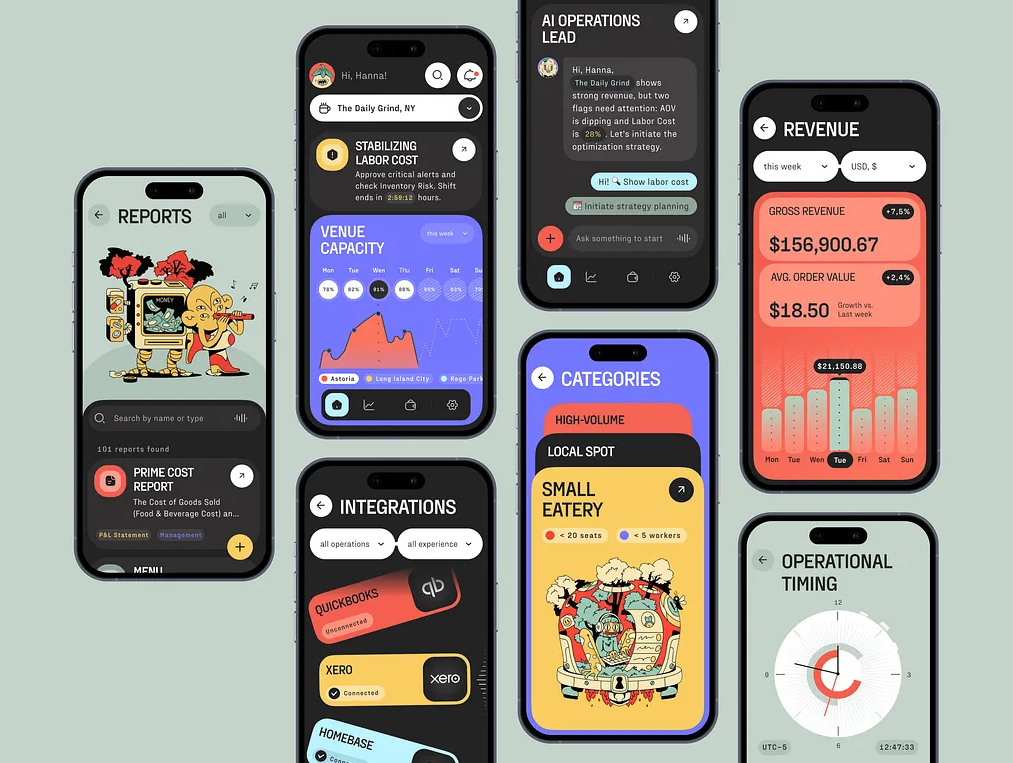 REPORTS
all
MONEY
Search by name or type
101 reports found
PRIME COST
REPORT
The Cost of Goods Sold
(Food & Beverage Cost) an...
P&L Statement
Management
MENU
Hi, Hanna!
The Daily Grind, NY
STABILIZING
LABOR COST
Approve critical alerts and
check Inventory Risk. Shift
ends in 2:59:12 hours.
VENUE
CAPACITY
this week
Mon Tue Wen Thu Fri Sat Su
78% 82% 91% 88% 85% 82%
Astoria
Long Island City
Rego Park
INTEGRATIONS
all operations
all experience
QUICKBOOKS
Unconnected
qb
XERO
Connected
xero
HOMEBASE
AI OPERATIONS
LEAD
Hi, Hanna,
The Daily Grind shows
strong revenue, but two
flags need attention: AOV
is dipping and Labor Cost
is 28% . Let's initiate the
optimization strategy.
Hi! Show labor cost
Initiate strategy planning
Ask something to start
CATEGORIES
HIGH-VOLUME
LOCAL SPOT
SMALL
EATERY
< 20 seats
< 5 workers
REVENUE
this week
USD, $
GROSS REVENUE
+7,5%
$156,900.67
AVG. ORDER VALUE
+2,4%
$18.50
Growth vs.
Last week
$21,150.88
Mon Tue Wen Tue Fri Sat Sun
OPERATIONAL
TIMING
12
9
3
6
UTC-5
12:47:33